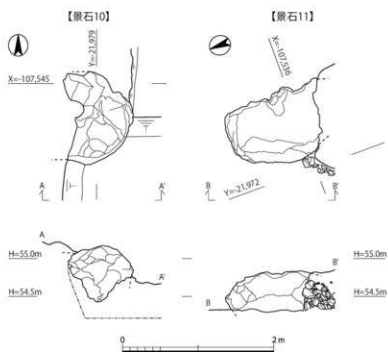 【景石10】
【景石11】
Y=-21,979
X=-107,545
X=-107,536
Y=-21,972
A
A'
B
B'
A
A'
B
B'
H=55.0m
H=54.5m
H=55.0m
H=54.5m
0
2 m